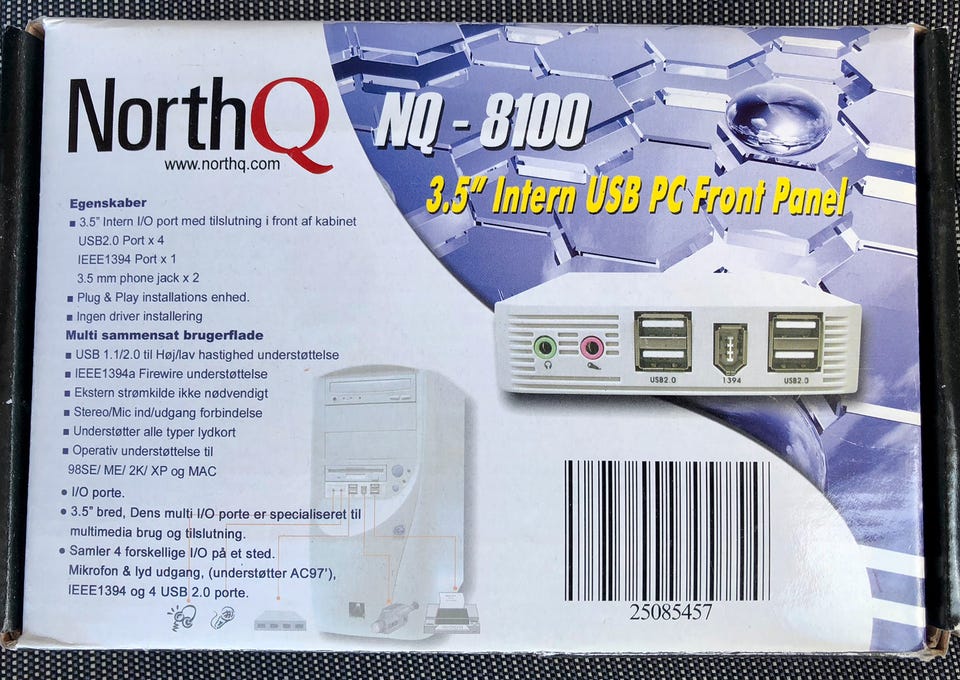 NorthQ
www.northq.com
NQ - 8100
3.5" Intern USB PC Front Panel
Egenskaber
▪ 3.5" Intern I/O port med tilslutning i front af kabinet
USB2.0 Port x 4
IEEE1394 Port x 1
3.5 mm phone jack x 2
▪ Plug & Play installations enhed.
▪ Ingen driver installering
Multi sammensat brugerflade
▪ USB 1.1/2.0 til Høj/lav hastighed understøttelse
▪ IEEE1394a Firewire understøttelse
▪ Ekstern strømkilde ikke nødvendigt
▪ Stereo/Mic ind/udgang forbindelse
▪ Understøtter alle typer lydkort
▪ Operativ understøttelse til
98SE/ ME/ 2K/ XP og MAC
• I/O porte.
• 3.5" bred, Dens multi I/O porte er specialiseret til
multimedia brug og tilslutning.
• Samler 4 forskellige I/O på et sted.
Mikrofon & lyd udgang, (understøtter AC97'),
IEEE1394 og 4 USB 2.0 porte.
USB2.0
1394
USB2.0
25085457